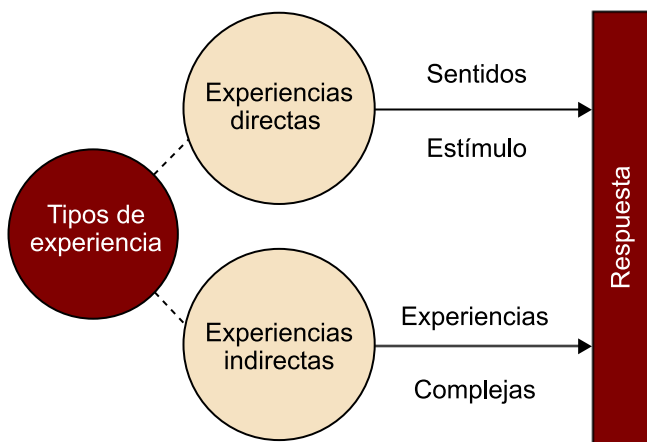 Tipos de
experiencia
Experiencias
directas
Sentidos
Estímulo
Experiencias
indirectas
Experiencias
Complejas
Respuesta